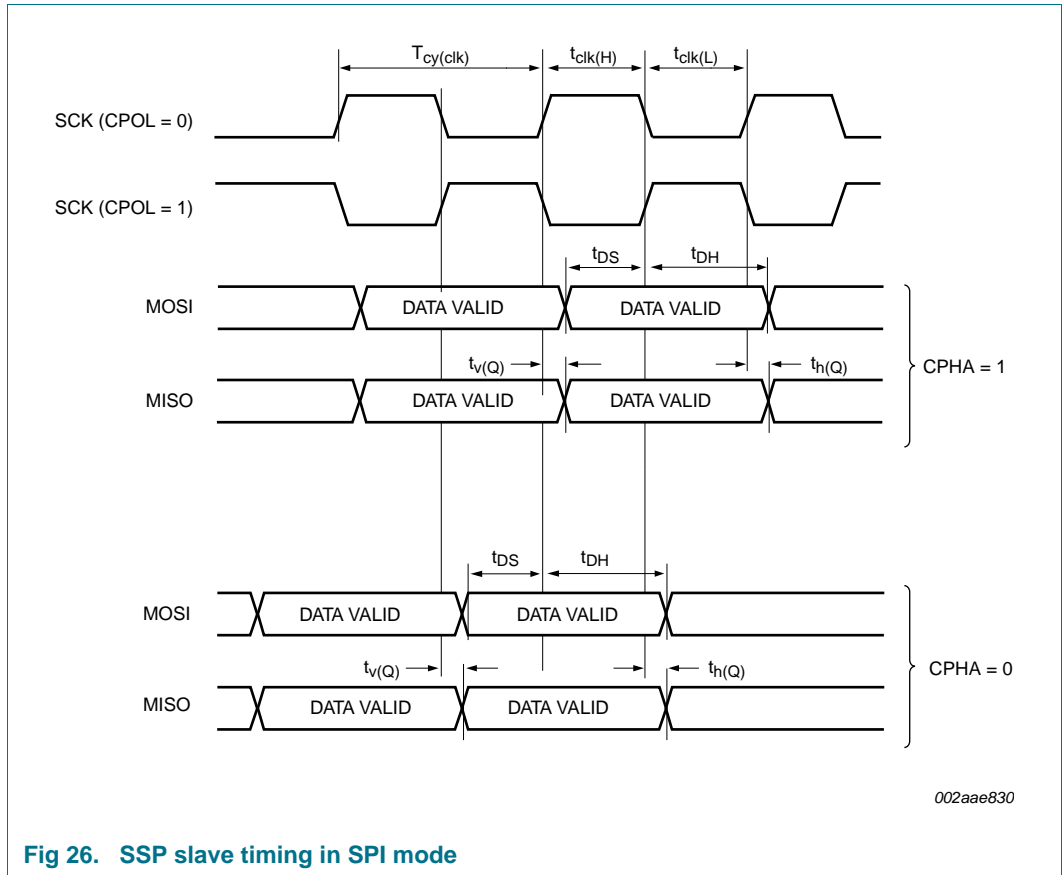 Tcy(clk) tclk(H) tclk(L)
SCK (CPOL = 0)
SCK (CPOL = 1)
tDS tDH
MOSI DATA VALID DATA VALID
tv(Q) th(Q)
CPHA = 1
MISO DATA VALID DATA VALID
tDS tDH
MOSI DATA VALID DATA VALID
tv(Q) th(Q)
CPHA = 0
MISO DATA VALID DATA VALID
002aae830
Fig 26. SSP slave timing in SPI mode